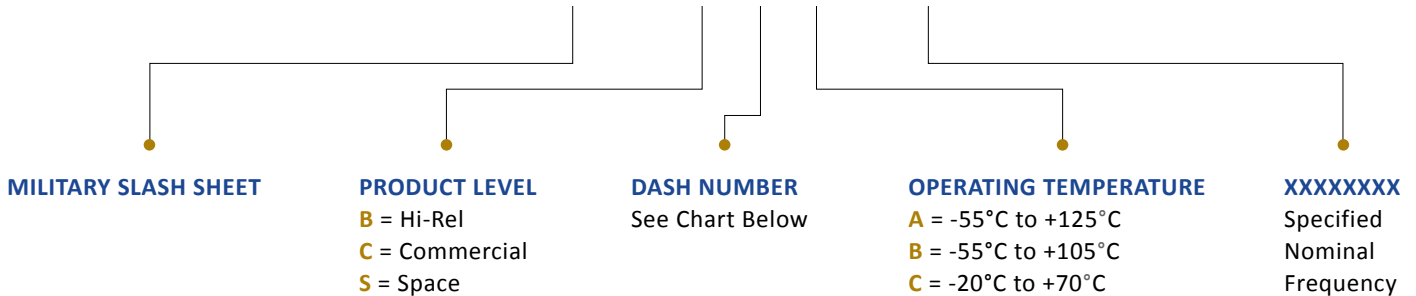 MILITARY SLASH SHEET
PRODUCT LEVEL
B = Hi-Rel
C = Commercial
S = Space
DASH NUMBER
See Chart Below
OPERATING TEMPERATURE
A = -55°C to +125°C
B = -55°C to +105°C
C = -20°C to +70°C
XXXXXXXX
Specified
Nominal
Frequency